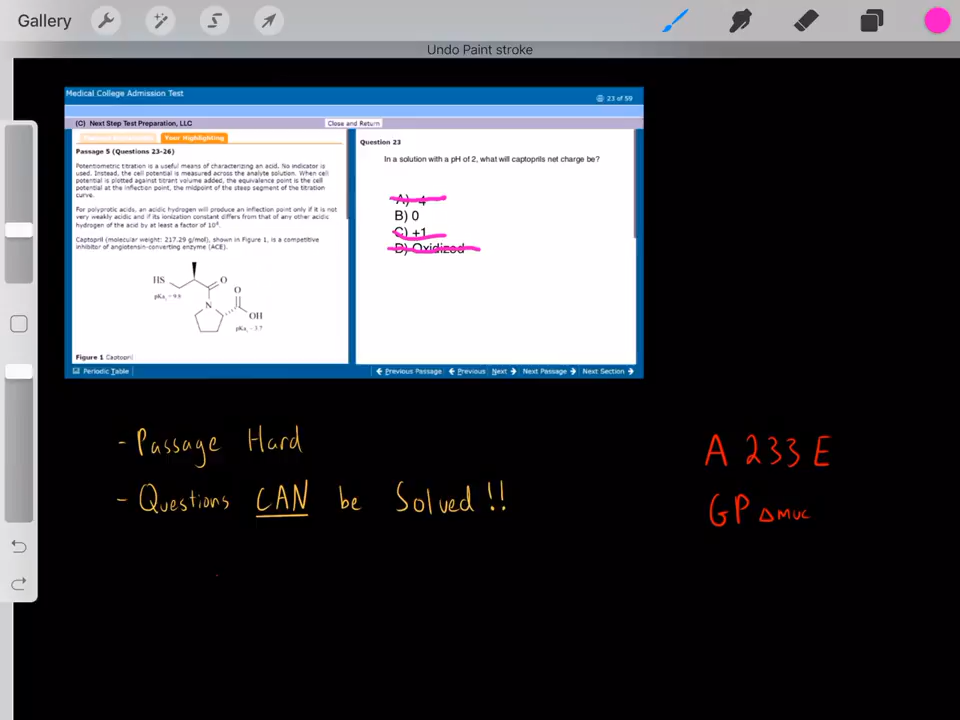 Gallery
Undo Paint stroke
Medical College Admission Test
23 of 59
(C) Next Step Test Preparation, LLC
Close and Return
Your Highlighting
Passage 5 (Questions 23-26)
Potentiometric titration is a useful means of characterizing an acid. No indicator is
used. Instead, the cell potential is measured across the analyte solution. When cell
potential is plotted against titrant volume added, the equivalence point is the cell
potential at the inflection point, the midpoint of the steep segment of the titration
curve.
For polyprotic acids, an acidic hydrogen will produce an inflection point only if it is not
very weakly acidic and if its ionization constant differs from that of any other acidic
hydrogen of the acid by at least a factor of 10⁴.
Captopril (molecular weight: 217.29 g/mol), shown in Figure 1, is a competitive
inhibitor of angiotensin-converting enzyme (ACE).
HS
O
pKa = 9.8
O
N
OH
pKa = 3.7
Figure 1 Captopril
Question 23
In a solution with a pH of 2, what will captoprils net charge be?
A)
B) 0
C) +1
D) Oxidized
Periodic Table
Previous Passage
Previous
Next
Next Passage
Next Section
- Passage Hard
- Questions CAN be Solved!!
A 233 E
GP ΔMUC